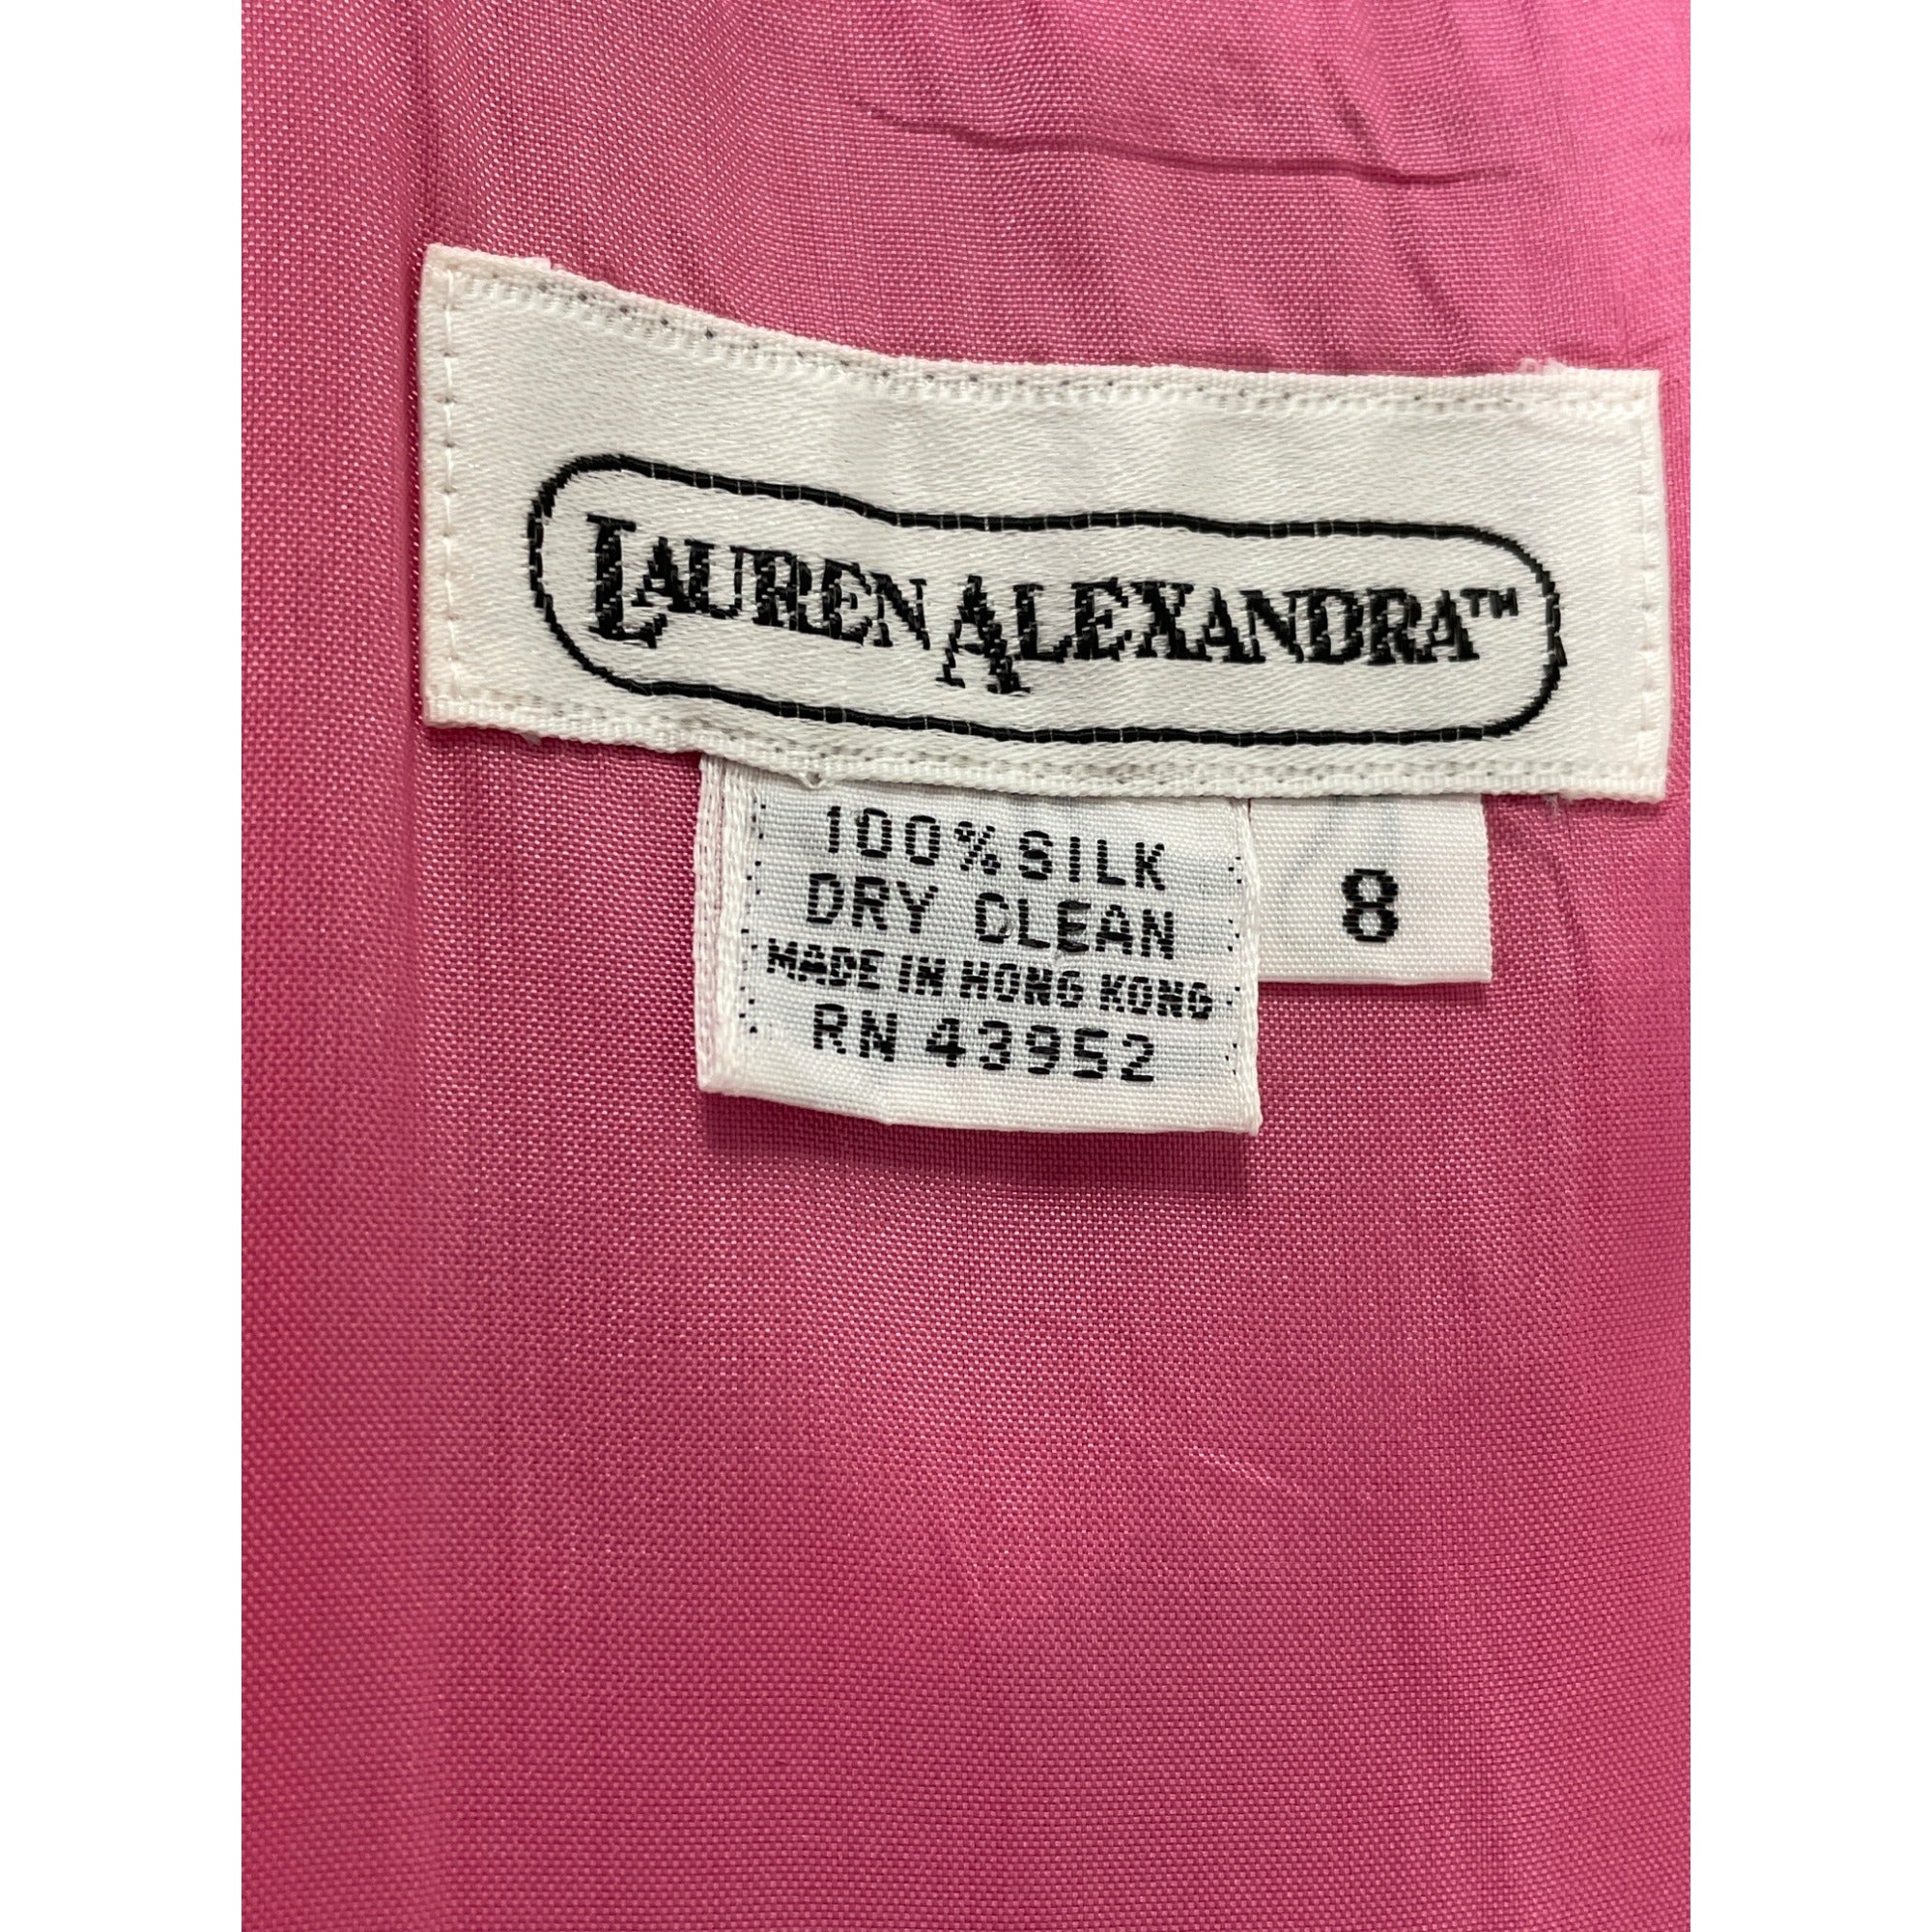 LAUREN ALEXANDRA™
100% SILK
DRY CLEAN
MADE IN HONG KONG
RN 43952
8